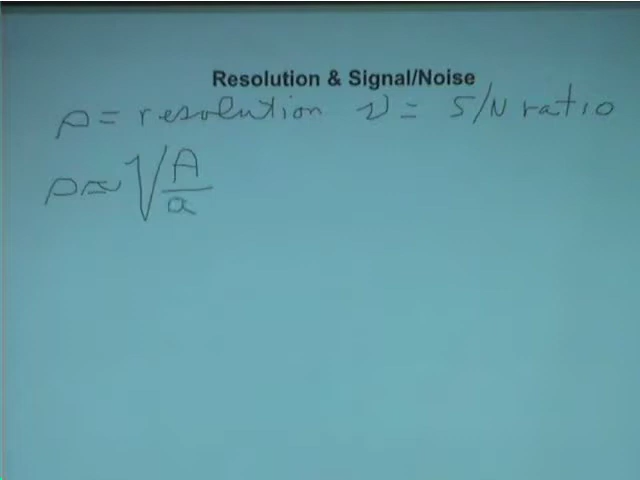 Resolution & Signal/Noise
ρ = resolution ν = S/N ratio
ρ ≈ √(A/a)